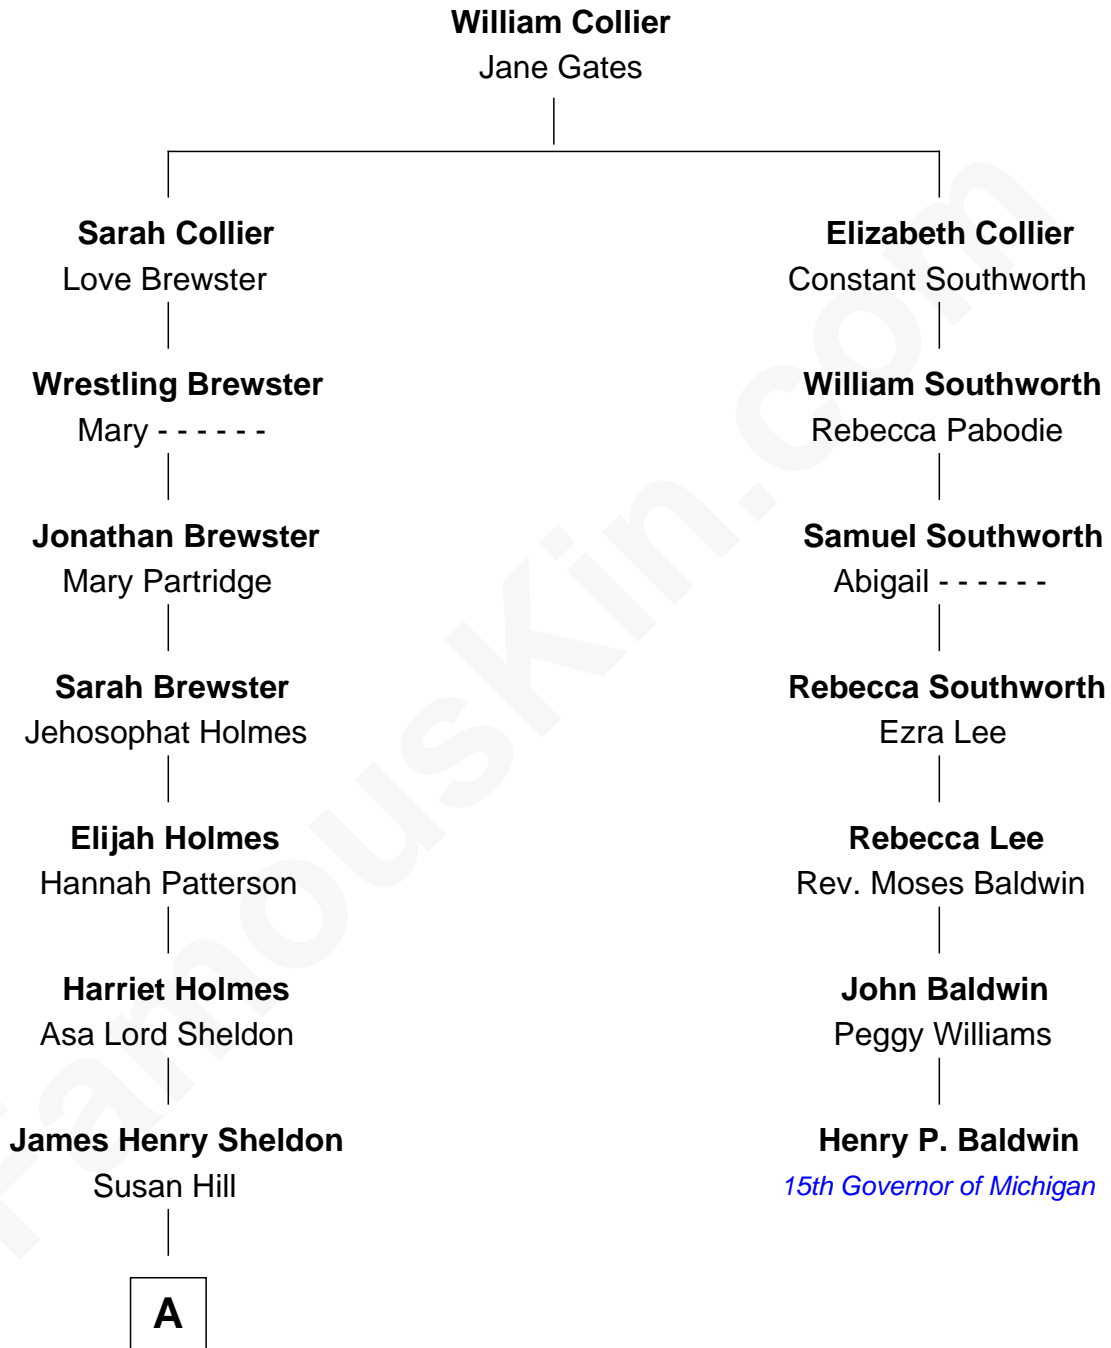 William Collier
Jane Gates
Sarah Collier
Love Brewster
Elizabeth Collier
Constant Southworth
Wrestling Brewster
Mary - - - - - -
William Southworth
Rebecca Pabodie
Jonathan Brewster
Mary Partridge
Samuel Southworth
Abigail - - - - - -
Sarah Brewster
Jehosophat Holmes
Rebecca Southworth
Ezra Lee
Elijah Holmes
Hannah Patterson
Rebecca Lee
Rev. Moses Baldwin
Harriet Holmes
Asa Lord Sheldon
John Baldwin
Peggy Williams
James Henry Sheldon
Susan Hill
Henry P. Baldwin
15th Governor of Michigan
A
FamousKin.com